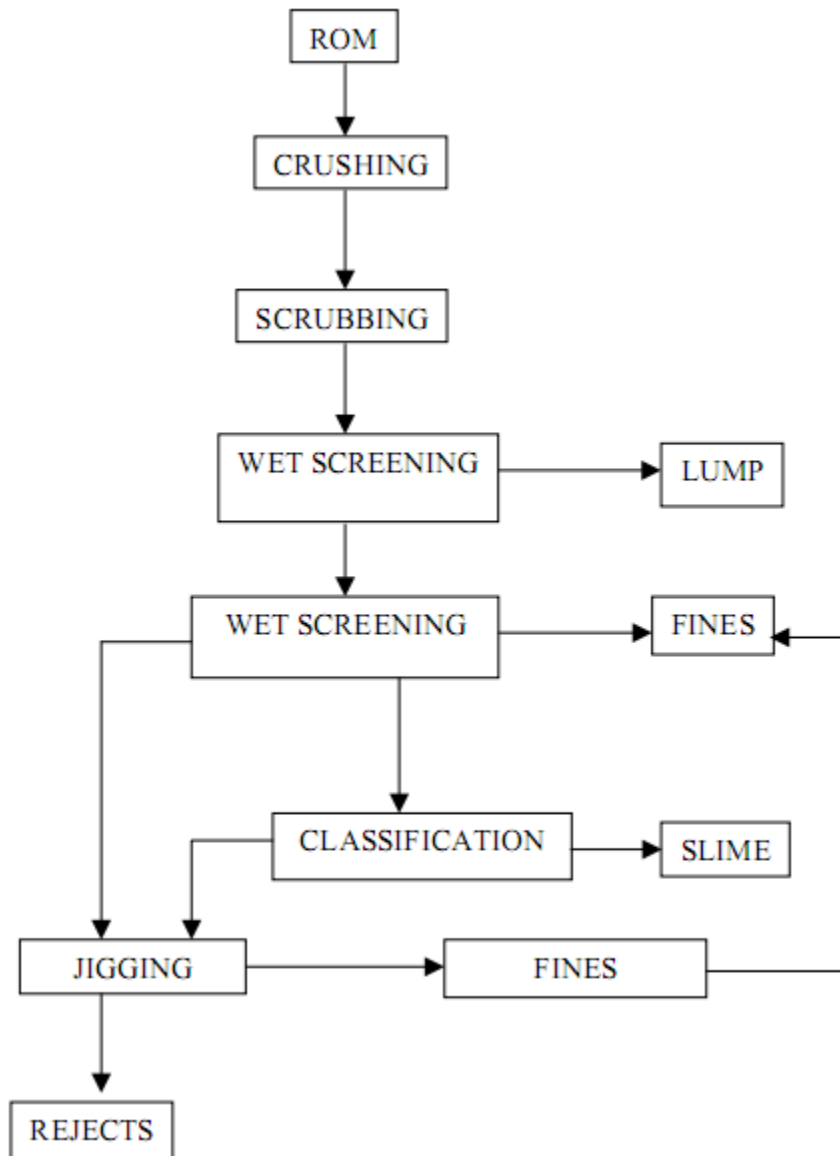 ROM
CRUSHING
SCRUBBING
WET SCREENING
LUMP
WET SCREENING
FINES
CLASSIFICATION
SLIME
JIGGING
FINES
REJECTS